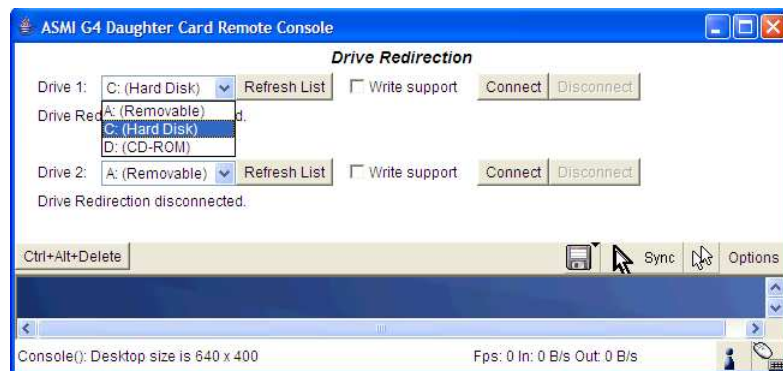 ASMI G4 Daughter Card Remote Console
Drive Redirection
Drive 1: C: (Hard Disk) Refresh List Write support Connect Disconnect
A: (Removable)
C: (Hard Disk)
D: (CD-ROM)
Drive Red d.
Drive 2: A: (Removable) Refresh List Write support Connect Disconnect
Drive Redirection disconnected.
Ctrl+Alt+Delete Sync Options
Console(): Desktop size is 640 x 400 Fps: 0 In: 0 B/s Out: 0 B/s